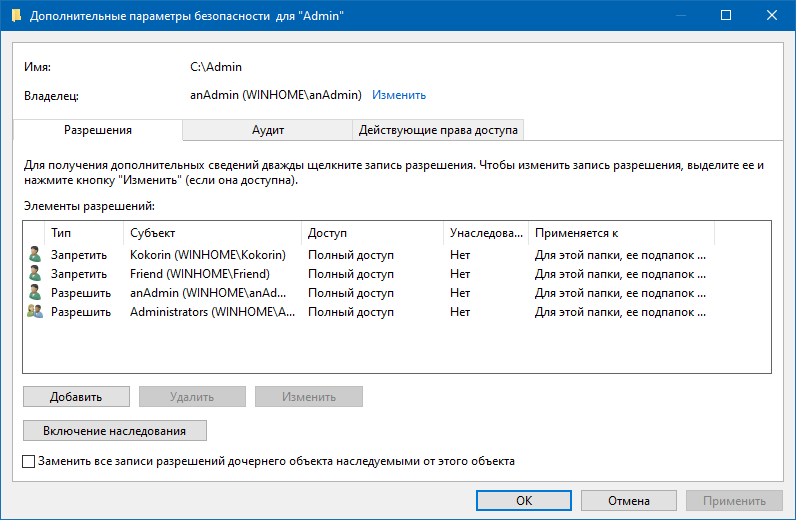 Дополнительные параметры безопасности для "Admin"
Имя: C:\Admin
Владелец: anAdmin (WINHOME\anAdmin) Изменить
Разрешения Аудит Действующие права доступа
Для получения дополнительных сведений дважды щелкните запись разрешения. Чтобы изменить запись разрешения, выделите ее и
нажмите кнопку "Изменить" (если она доступна).
Элементы разрешений:
Тип Субъект Доступ Унаследова... Применяется к
Запретить Kokorin (WINHOME\Kokorin) Полный доступ Нет Для этой папки, ее подпапок ...
Запретить Friend (WINHOME\Friend) Полный доступ Нет Для этой папки, ее подпапок ...
Разрешить anAdmin (WINHOME\anAd... Полный доступ Нет Для этой папки, ее подпапок ...
Разрешить Administrators (WINHOME\A... Полный доступ Нет Для этой папки, ее подпапок ...
Добавить Удалить Изменить
Включение наследования
Заменить все записи разрешений дочернего объекта наследуемыми от этого объекта
ОК Отмена Применить